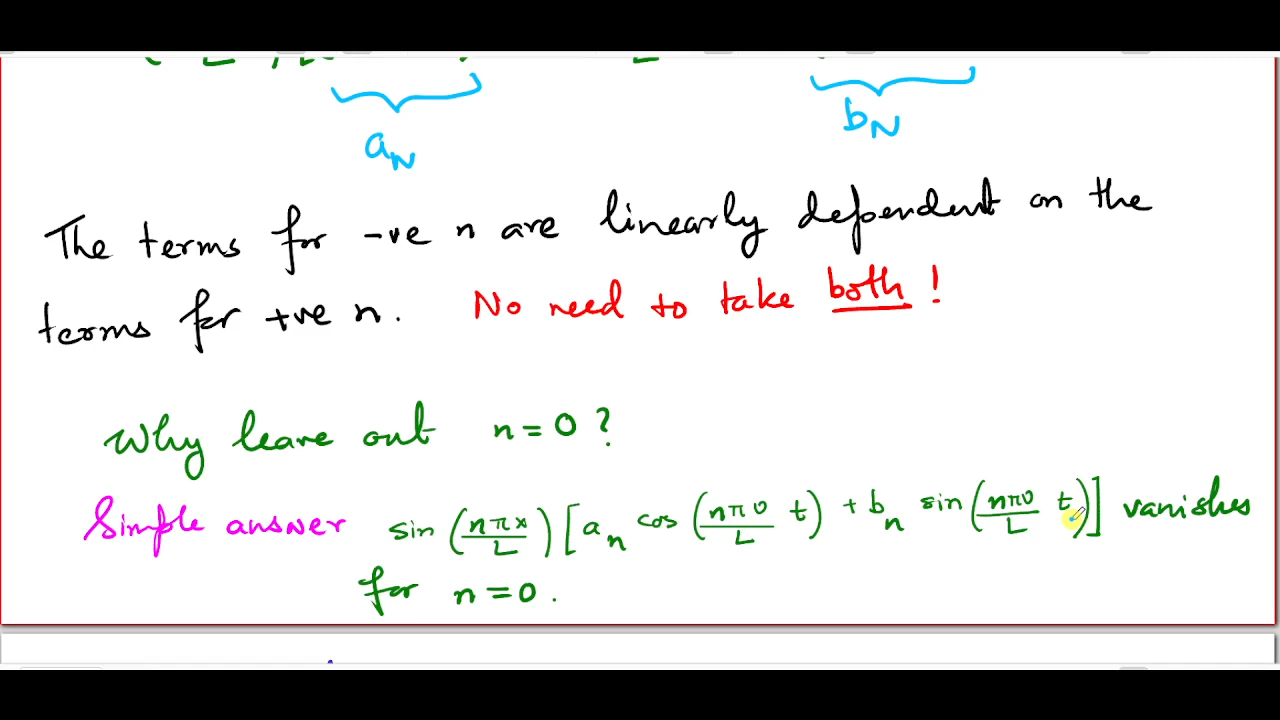 a_N b_N
The terms for -ve n are linearly dependent on the
terms for +ve n. No need to take both!
Why leave out n = 0?
Simple answer sin (nπx/L) [a_n cos (nπv/L t) + b_n sin (nπv/L t)] vanishes
for n = 0.